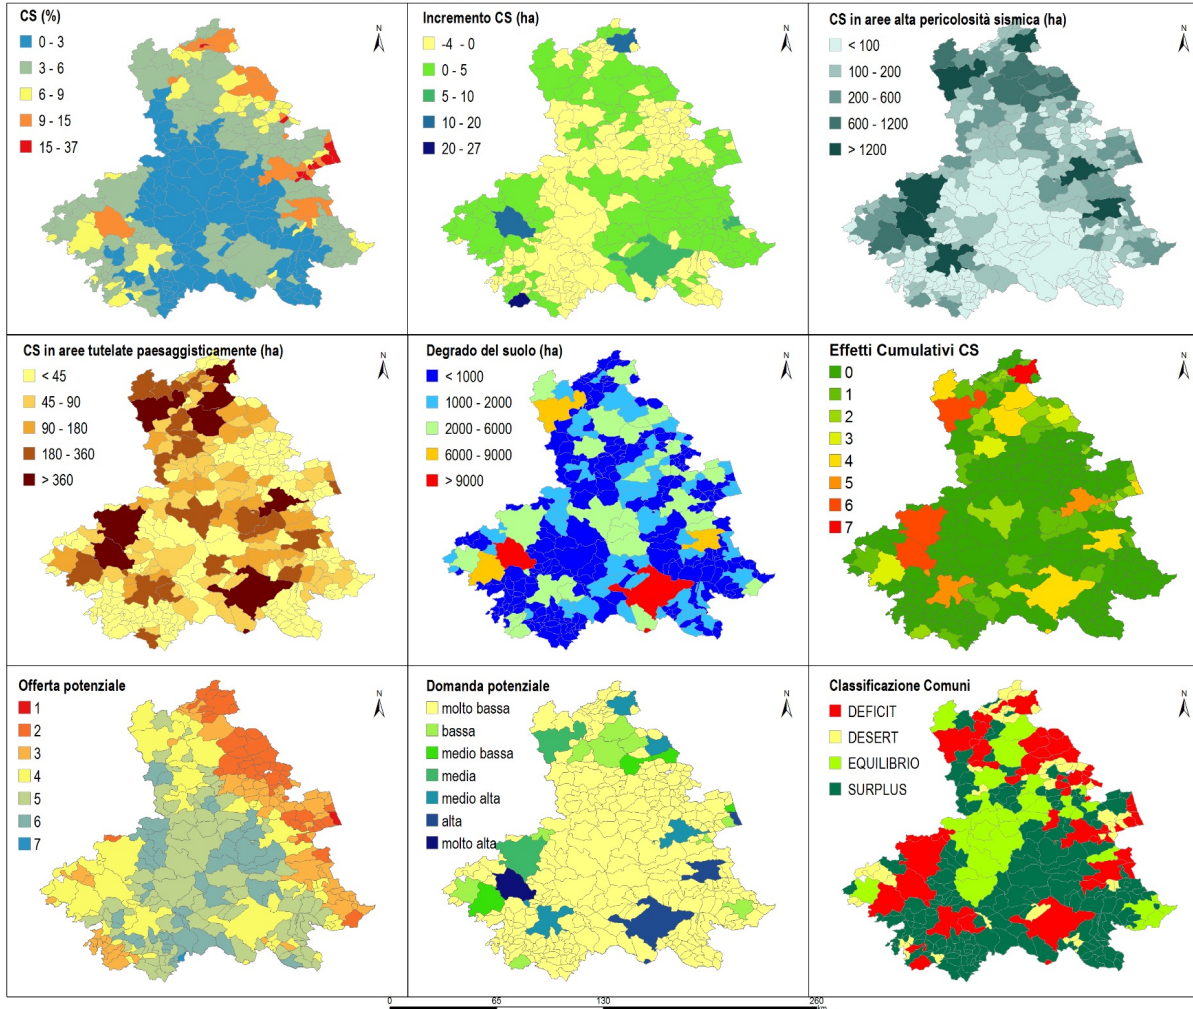 CS (%)
0 - 3
3 - 6
6 - 9
9 - 15
15 - 37
N
Incremento CS (ha)
-4 - 0
0 - 5
5 - 10
10 - 20
20 - 27
N
CS in aree alta pericolosità sismica (ha)
< 100
100 - 200
200 - 600
600 - 1200
> 1200
N
CS in aree tutelate paesaggisticamente (ha)
< 45
45 - 90
90 - 180
180 - 360
> 360
N
Degrado del suolo (ha)
< 1000
1000 - 2000
2000 - 6000
6000 - 9000
> 9000
N
Effetti Cumulativi CS
0
1
2
3
4
5
6
7
N
Offerta potenziale
1
2
3
4
5
6
7
N
Domanda potenziale
molto bassa
bassa
medio bassa
media
medio alta
alta
molto alta
N
Classificazione Comuni
DEFICIT
DESERT
EQUILIBRIO
SURPLUS
N
0 65 130 260
km